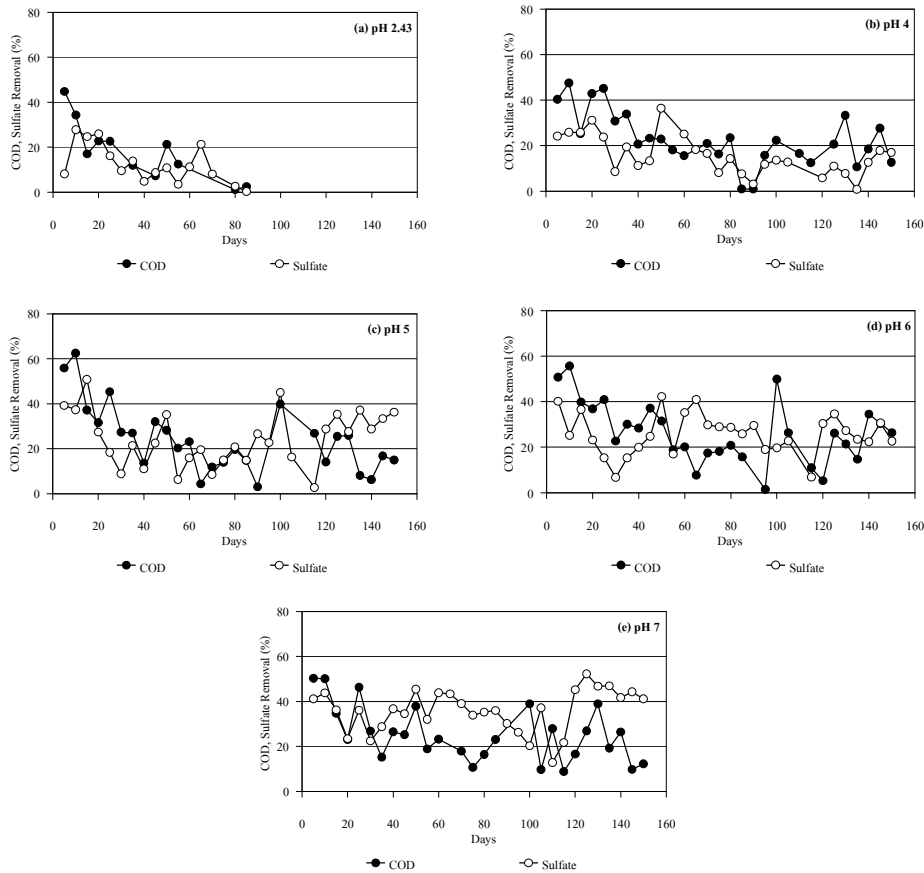 (a) pH 2.43
COD, Sulfate Removal (%)
80
60
40
20
0
0 20 40 60 80 100 120 140 160
Days
COD Sulfate
(b) pH 4
COD, Sulfate Removal (%)
80
60
40
20
0
0 20 40 60 80 100 120 140 160
Days
COD Sulfate
(c) pH 5
COD, Sulfate Removal (%)
80
60
40
20
0
0 20 40 60 80 100 120 140 160
Days
COD Sulfate
(d) pH 6
COD, Sulfate Removal (%)
80
60
40
20
0
0 20 40 60 80 100 120 140 160
Days
COD Sulfate
(e) pH 7
COD, Sulfate Removal (%)
80
60
40
20
0
0 20 40 60 80 100 120 140 160
Days
COD Sulfate